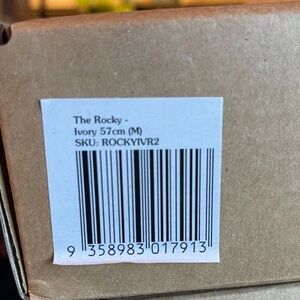 The Rocky -
Ivory 57cm (M)
SKU: ROCKYIVR2
9 358983 017913